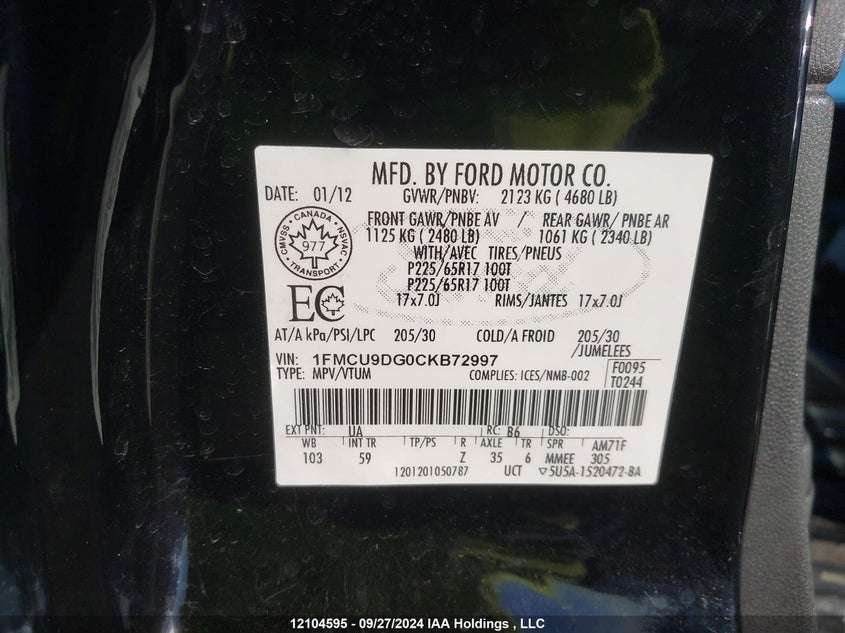 MFD. BY FORD MOTOR CO.
DATE: 01/12 GVWR/PNBV: 2123 KG ( 4680 LB)
FRONT GAWR/PNBE AV / REAR GAWR/ PNBE AR
1125 KG ( 2480 LB) 1061 KG ( 2340 LB)
WITH/AVEC TIRES/PNEUS
P225/65R17 100T
P225/65R17 100T
17x7.0J RIMS/JANTES 17x7.0J
CMVSS • CANADA • NSVAC • TRANSPORT •
977
EC
AT/A kPa/PSI/LPC 205/30 COLD/A FROID 205/30
/JUMELEES
VIN: 1FMCU9DG0CKB72997
TYPE: MPV/VTUM COMPLIES: ICES/NMB-002
F0095
T0244
EXT PNT: UA RC: B6 DSO:
WB INT TR TP/PS R AXLE TR SPR AM71F
103 59 Z 35 6 MMEE 305
1201201050787 UCT ▽5U5A-1520472-BA
12104595 - 09/27/2024 IAA Holdings , LLC